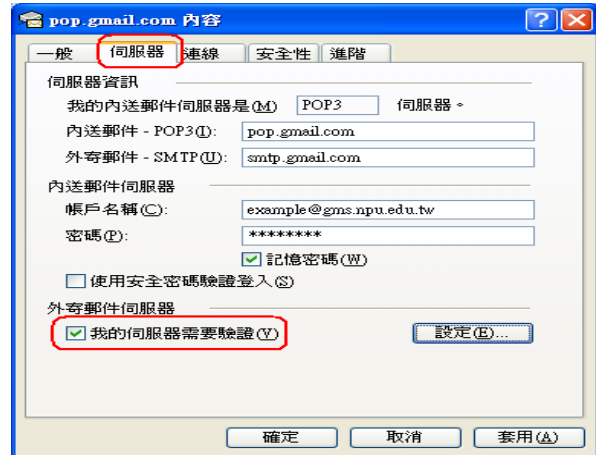 pop.gmail.com 內容
一般 伺服器 連線 安全性 進階
伺服器資訊
我的內送郵件伺服器是(M) POP3 伺服器。
內送郵件 - POP3(I): pop.gmail.com
外寄郵件 - SMTP(U): smtp.gmail.com
內送郵件伺服器
帳戶名稱(C): example@gms.npu.edu.tw
密碼(P): ********
記憶密碼(W)
使用安全密碼驗證登入(S)
外寄郵件伺服器
我的伺服器需要驗證(V) 設定(E)...
確定 取消 套用(A)